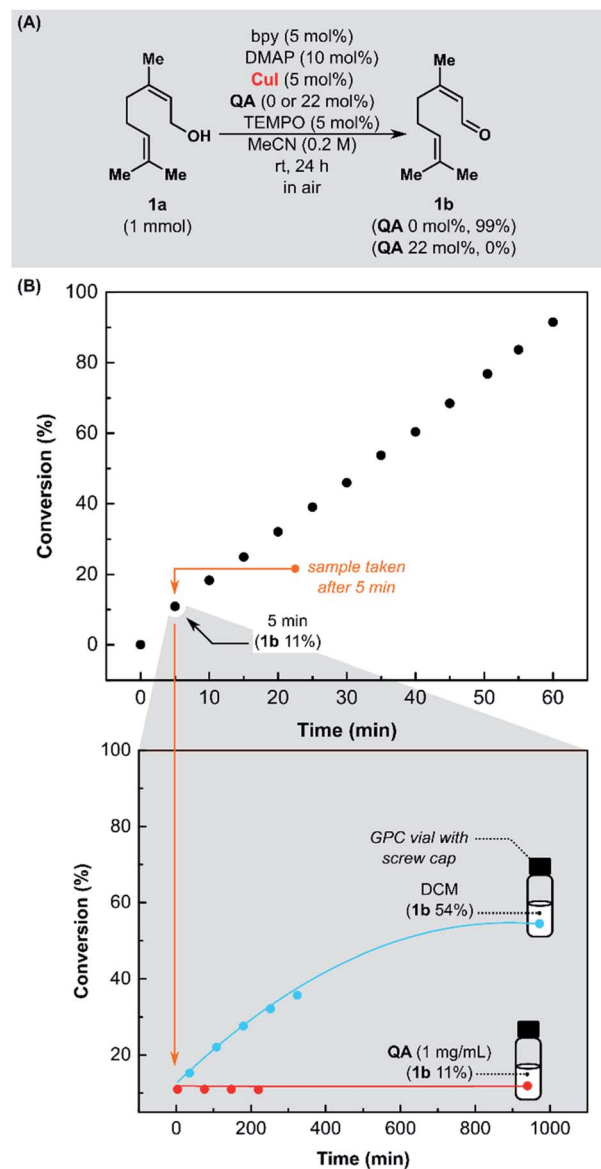 (A)
bpy (5 mol%)
DMAP (10 mol%)
CuI (5 mol%)
QA (0 or 22 mol%)
TEMPO (5 mol%)
MeCN (0.2 M)
rt, 24 h
in air
Me
OH
Me Me
1a
(1 mmol)
Me
O
Me Me
1b
(QA 0 mol%, 99%)
(QA 22 mol%, 0%)
(B)
100
80
60
40
20
0
Conversion (%)
sample taken
after 5 min
5 min
(1b 11%)
0 10 20 30 40 50 60
Time (min)
100
80
60
40
20
Conversion (%)
GPC vial with
screw cap
DCM
(1b 54%)
QA (1 mg/mL)
(1b 11%)
0 200 400 600 800 1000
Time (min)